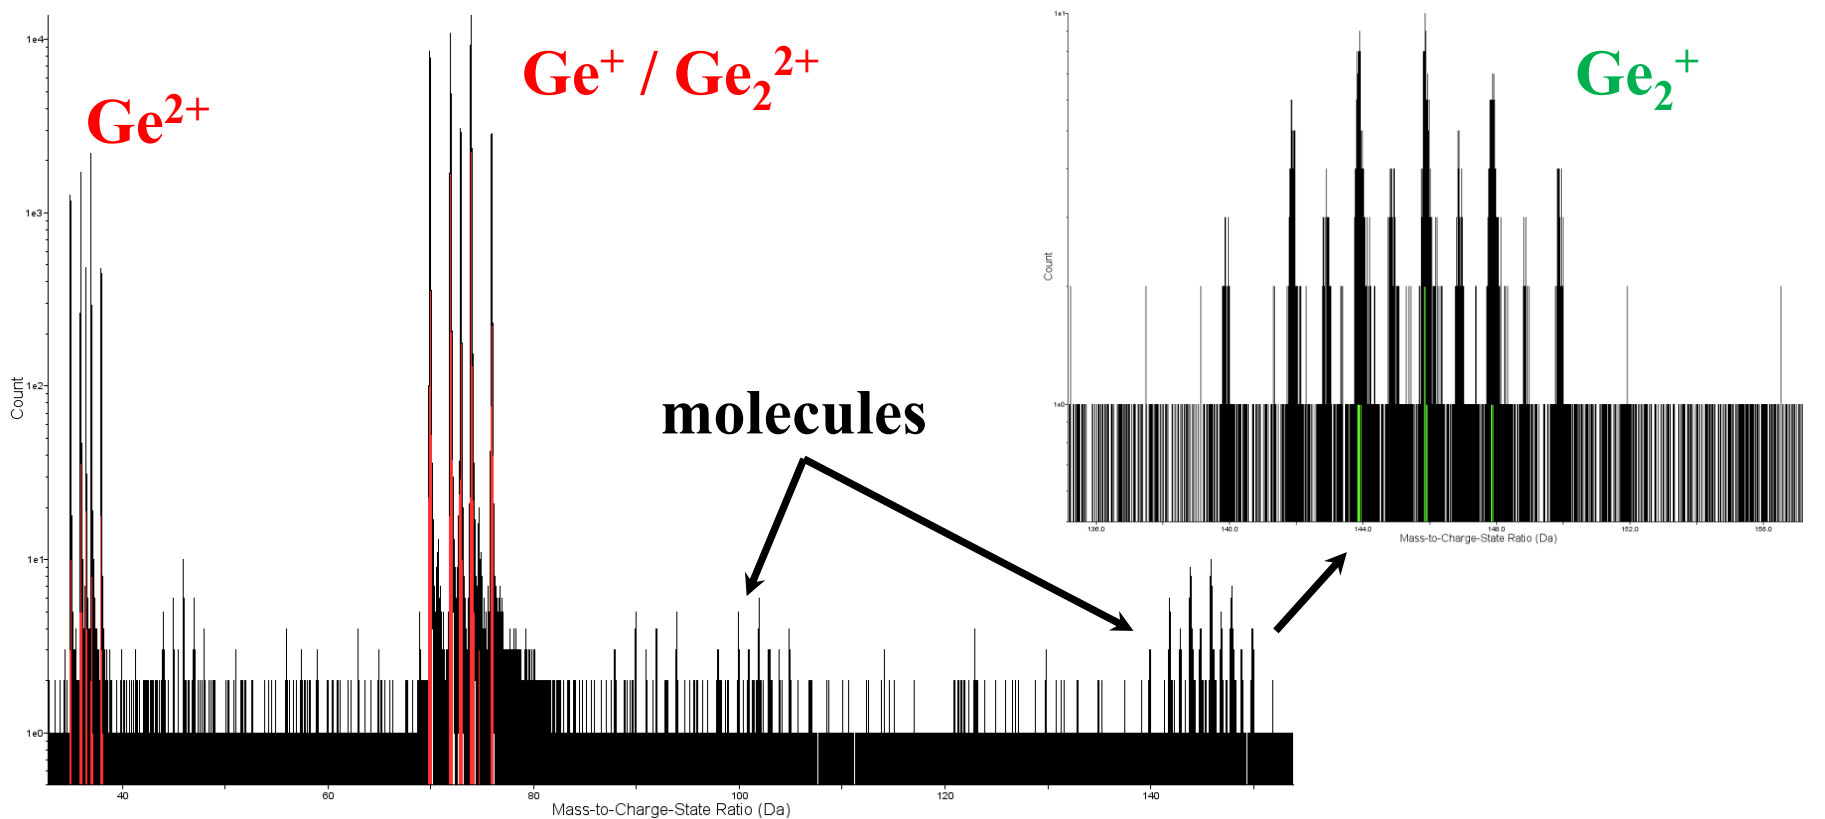 Ge²⁺
Ge⁺ / Ge₂²⁺
Ge₂⁺
molecules
1e4
1e3
1e2
1e1
1e0
Count
40 60 80 100 120 140
Mass-to-Charge-State Ratio (Da)
1e1
1e0
Count
136.0 140.0 144.0 148.0 152.0 156.0
Mass-to-Charge-State Ratio (Da)